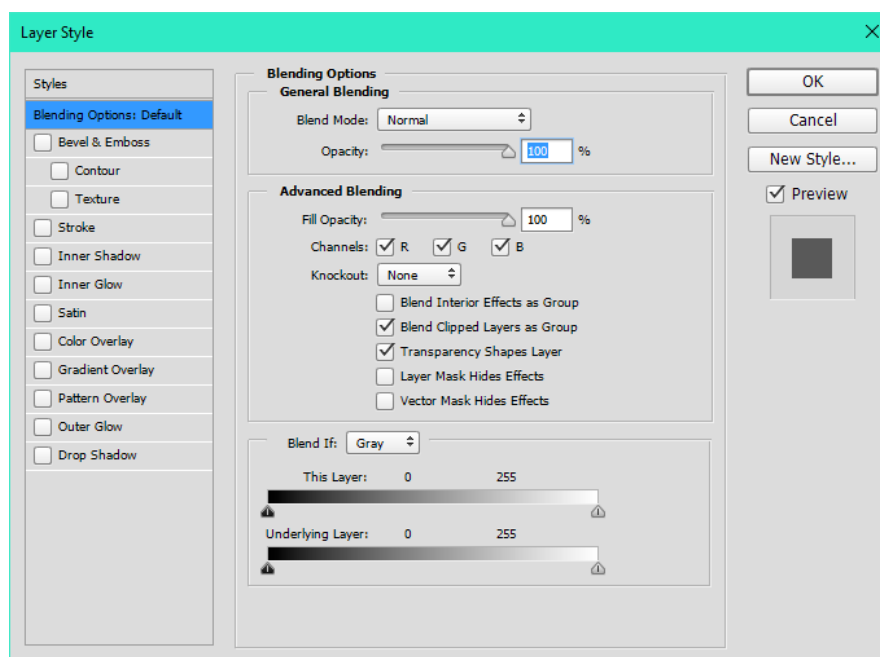 Layer Style
Styles
Blending Options: Default
Bevel & Emboss
Contour
Texture
Stroke
Inner Shadow
Inner Glow
Satin
Color Overlay
Gradient Overlay
Pattern Overlay
Outer Glow
Drop Shadow
Blending Options
General Blending
Blend Mode: Normal
Opacity: 100 %
Advanced Blending
Fill Opacity: 100 %
Channels: R G B
Knockout: None
Blend Interior Effects as Group
Blend Clipped Layers as Group
Transparency Shapes Layer
Layer Mask Hides Effects
Vector Mask Hides Effects
Blend If: Gray
This Layer: 0 255
Underlying Layer: 0 255
OK
Cancel
New Style...
Preview